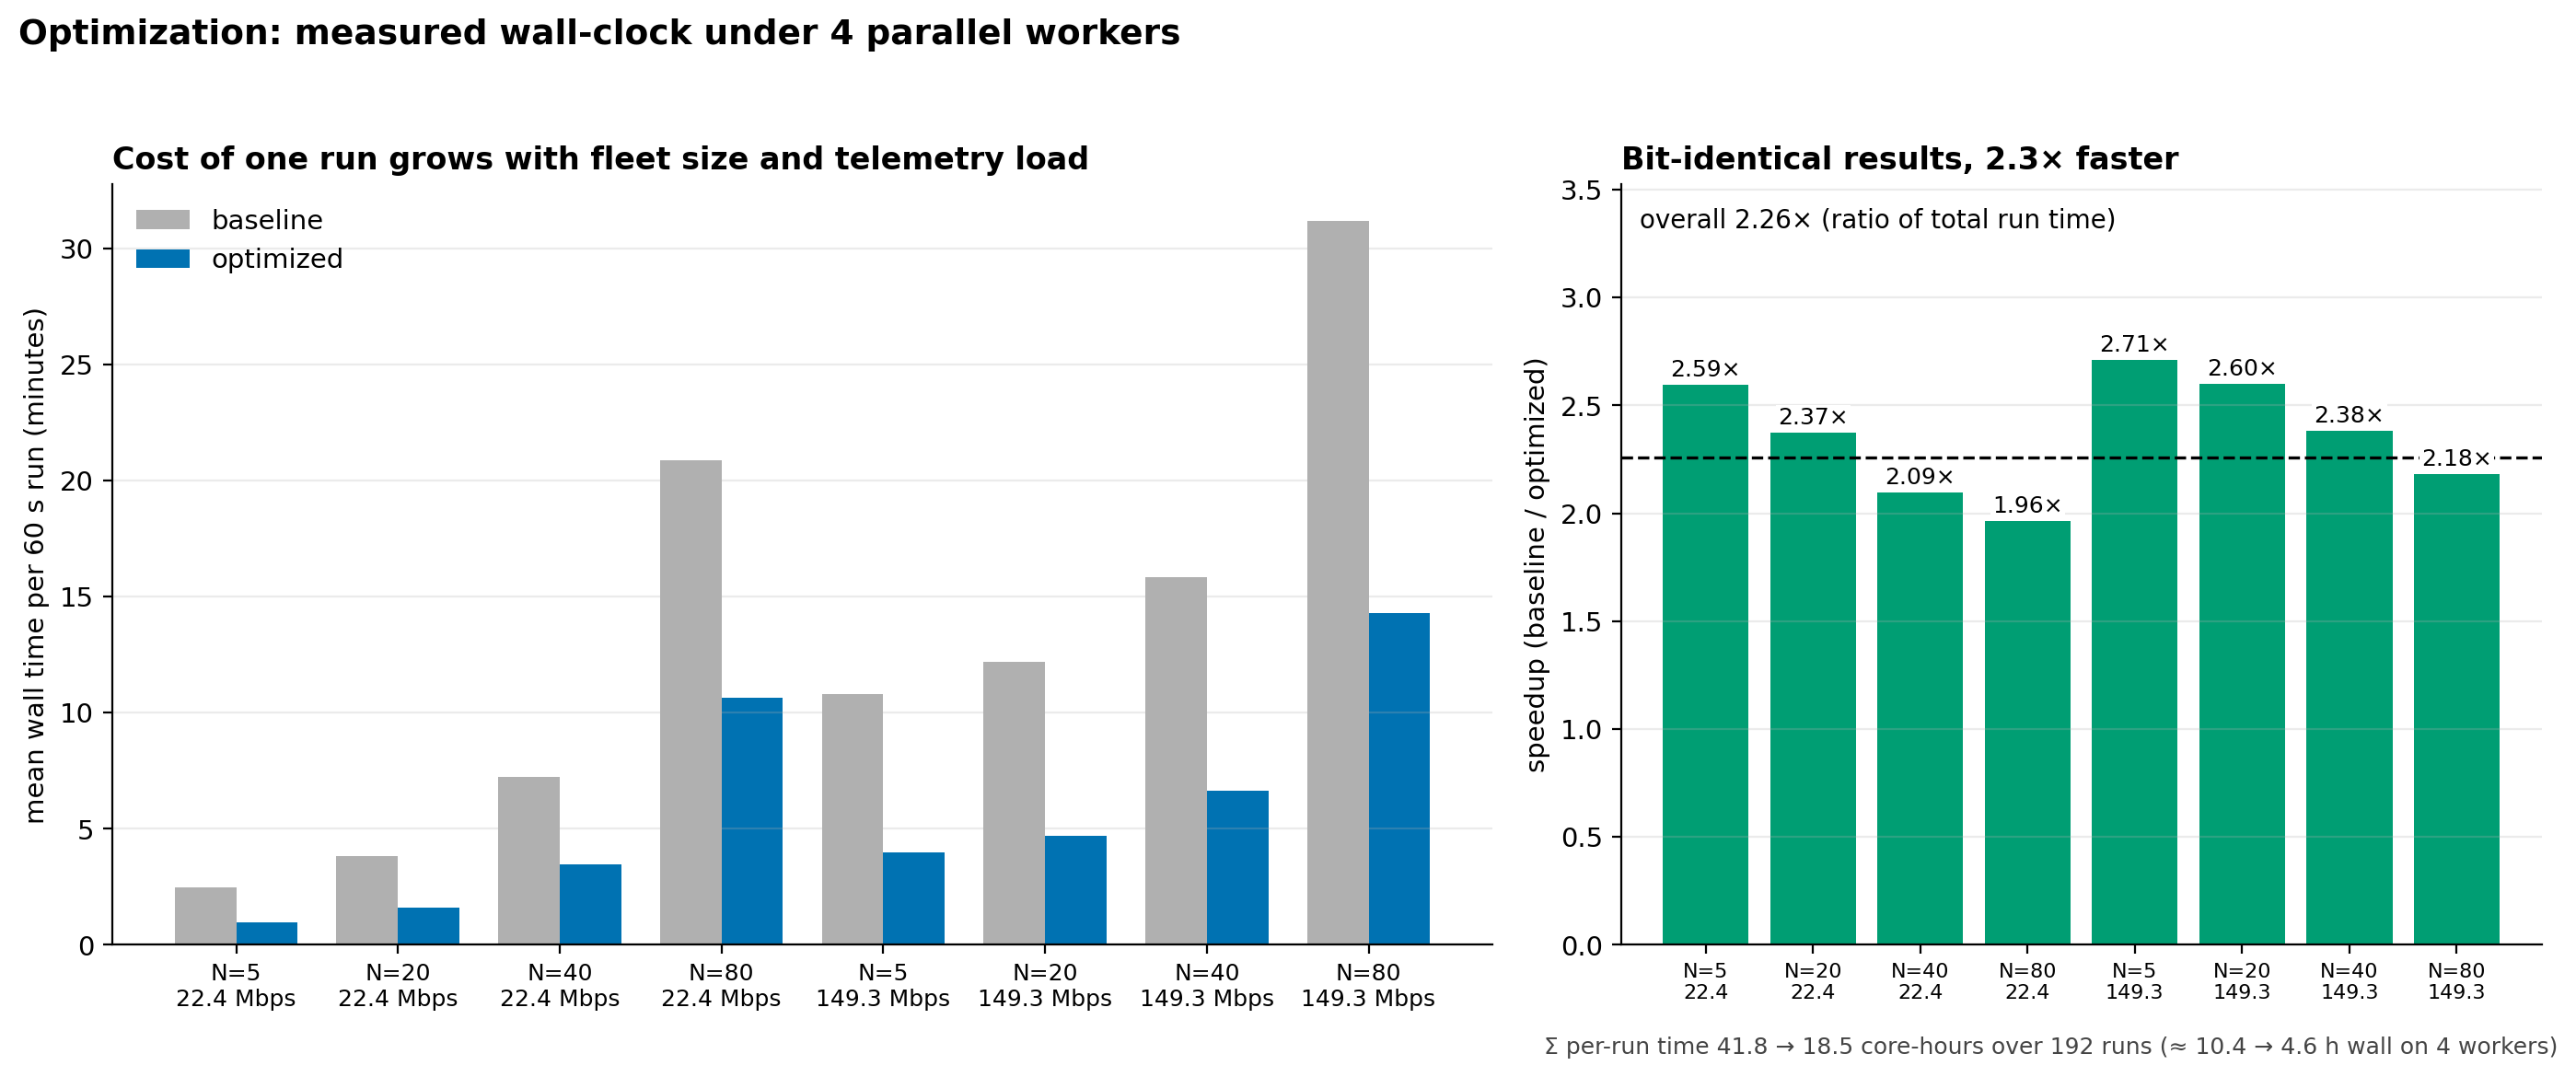 Optimization: measured wall-clock under 4 parallel workers
Cost of one run grows with fleet size and telemetry load
baseline
optimized
mean wall time per 60 s run (minutes)
30
25
20
15
10
5
0
N=5 N=20 N=40 N=80 N=5 N=20 N=40 N=80
22.4 Mbps 22.4 Mbps 22.4 Mbps 22.4 Mbps 149.3 Mbps 149.3 Mbps 149.3 Mbps 149.3 Mbps
Bit-identical results, 2.3× faster
overall 2.26× (ratio of total run time)
speedup (baseline / optimized)
3.5
3.0
2.5
2.0
1.5
1.0
0.5
0.0
2.59× 2.37× 2.09× 1.96× 2.71× 2.60× 2.38× 2.18×
N=5 N=20 N=40 N=80 N=5 N=20 N=40 N=80
22.4 22.4 22.4 22.4 149.3 149.3 149.3 149.3
Σ per-run time 41.8 → 18.5 core-hours over 192 runs (≈ 10.4 → 4.6 h wall on 4 workers)